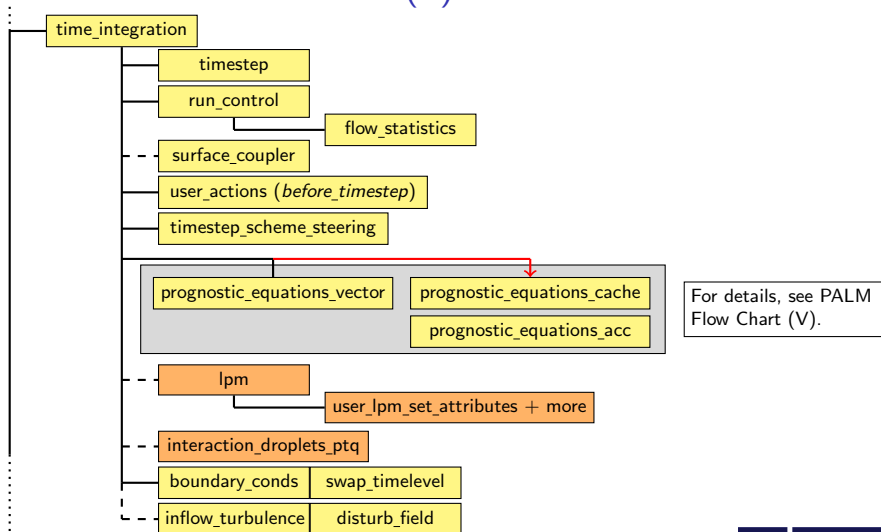 time_integration
timestep
run_control
flow_statistics
surface_coupler
user_actions (before_timestep)
timestep_scheme_steering
prognostic_equations_vector
prognostic_equations_cache
prognostic_equations_acc
For details, see PALM
Flow Chart (V).
lpm
user_lpm_set_attributes + more
interaction_droplets_ptq
boundary_conds
swap_timelevel
inflow_turbulence
disturb_field